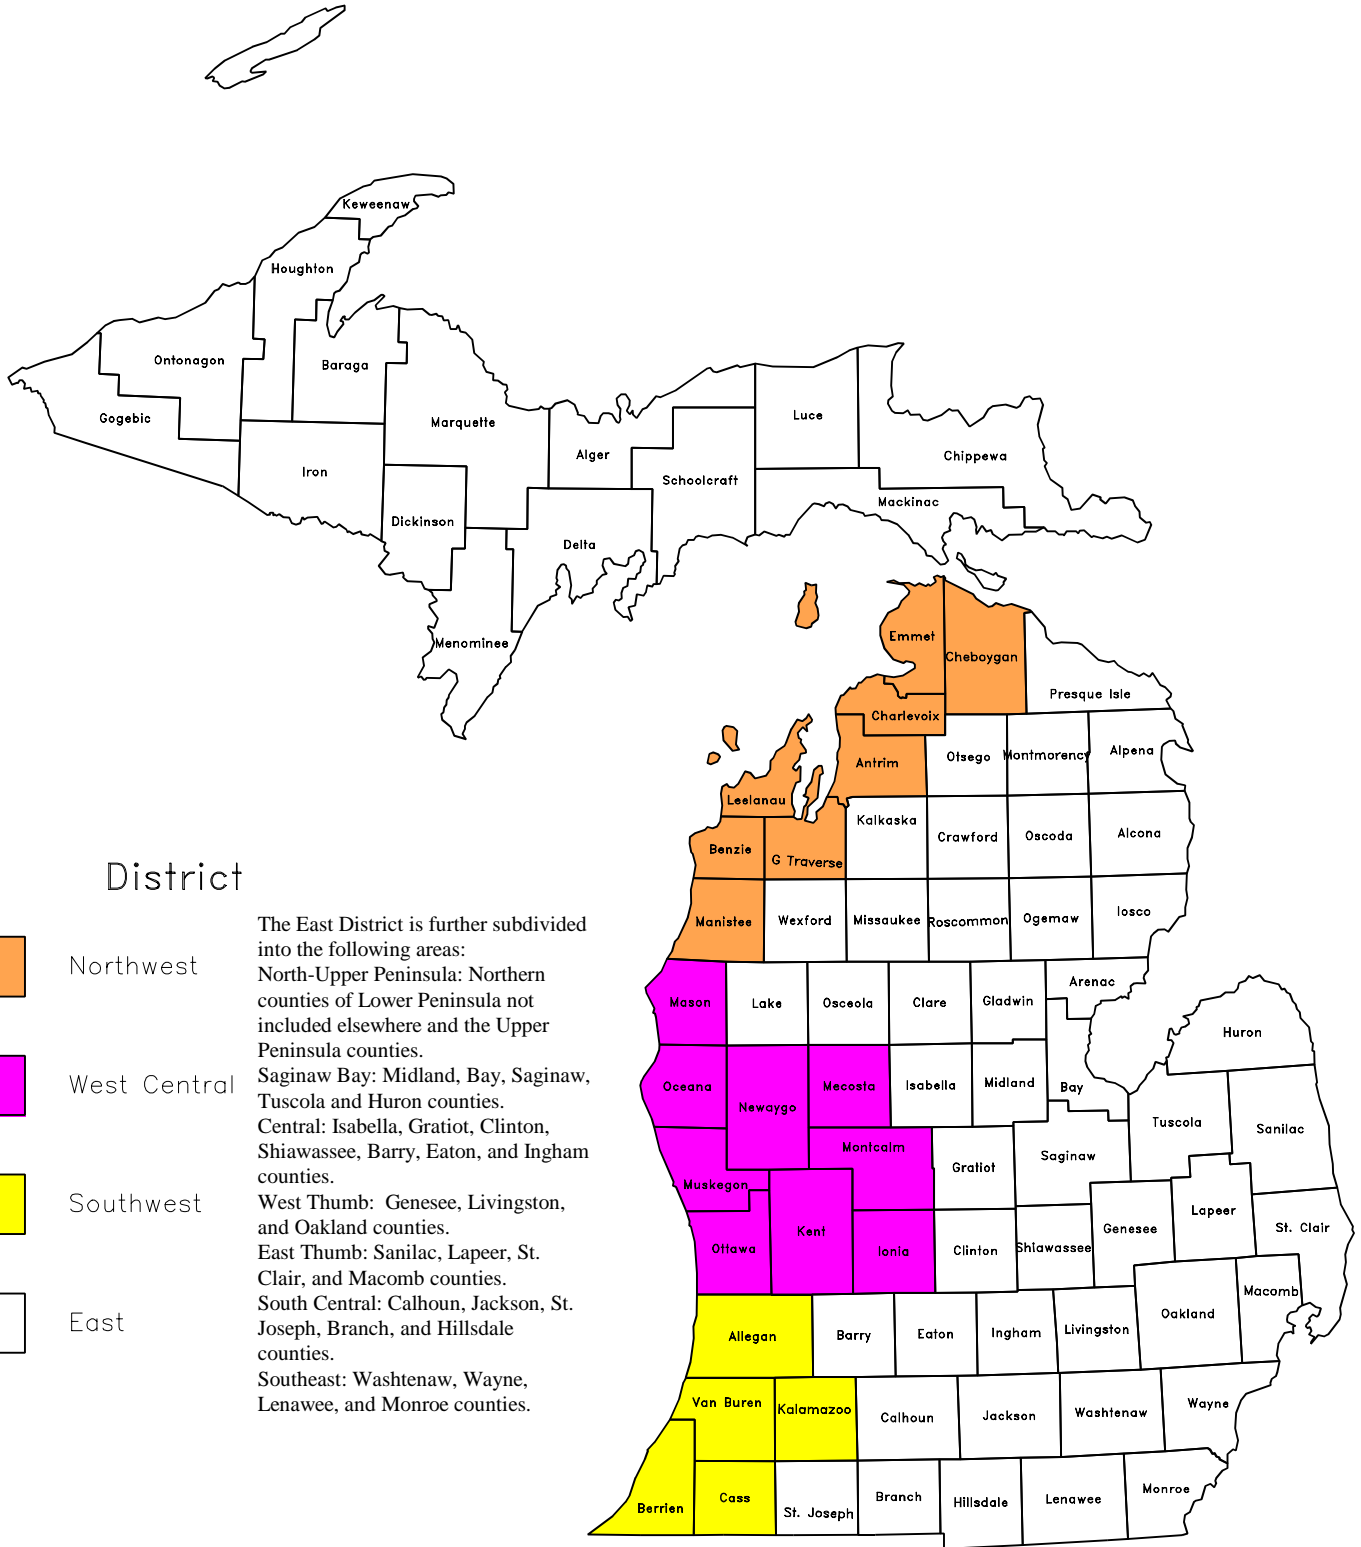 Keweenaw
Houghton
Ontonagon
Baraga
Gogebic
Marquette
Luce
Iron
Alger
Chippewa
Schoolcraft
Mackinac
Dickinson
Delta
Menominee
Emmet
Cheboygan
Presque Isle
Charlevoix
Antrim
Otsego
Montmorency
Alpena
Leelanau
Kalkaska
Crawford
Oscoda
Alcona
Benzie
G Traverse
Manistee
Wexford
Missaukee
Roscommon
Ogemaw
Iosco
Mason
Lake
Osceola
Clare
Gladwin
Arenac
Huron
Oceana
Newaygo
Mecosta
Isabella
Midland
Bay
Tuscola
Sanilac
Montcalm
Gratiot
Saginaw
Muskegon
Kent
Ottawa
Ionia
Clinton
Shiawassee
Genesee
Lapeer
St. Clair
Allegan
Barry
Eaton
Ingham
Livingston
Oakland
Macomb
Van Buren
Kalamazoo
Calhoun
Jackson
Washtenaw
Wayne
Berrien
Cass
St. Joseph
Branch
Hillsdale
Lenawee
Monroe
District
Northwest
West Central
Southwest
East
The East District is further subdivided
into the following areas:
North-Upper Peninsula: Northern
counties of Lower Peninsula not
included elsewhere and the Upper
Peninsula counties.
Saginaw Bay: Midland, Bay, Saginaw,
Tuscola and Huron counties.
Central: Isabella, Gratiot, Clinton,
Shiawassee, Barry, Eaton, and Ingham
counties.
West Thumb:  Genesee, Livingston,
and Oakland counties.
East Thumb: Sanilac, Lapeer, St.
Clair, and Macomb counties.
South Central: Calhoun, Jackson, St.
Joseph, Branch, and Hillsdale
counties.
Southeast: Washtenaw, Wayne,
Lenawee, and Monroe counties.